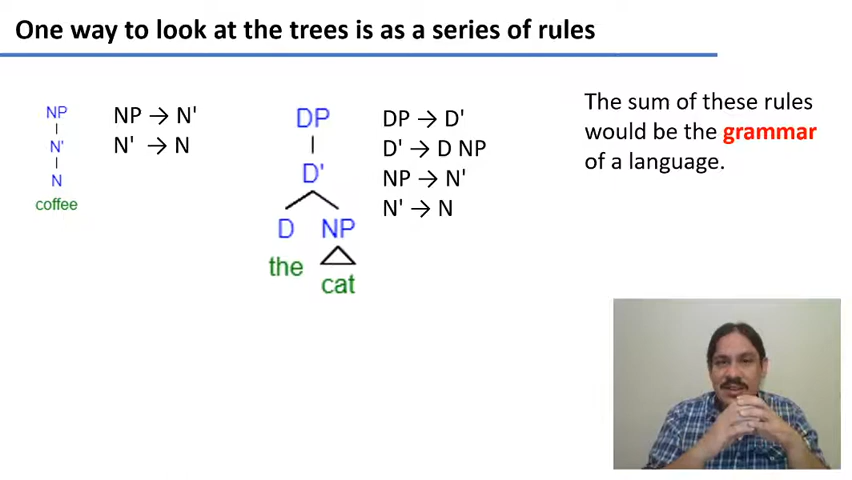 One way to look at the trees is as a series of rules
NP
N'
N
coffee
NP → N'
N' → N
DP
D'
D NP
the
cat
DP → D'
D' → D NP
NP → N'
N' → N
The sum of these rules
would be the grammar
of a language.